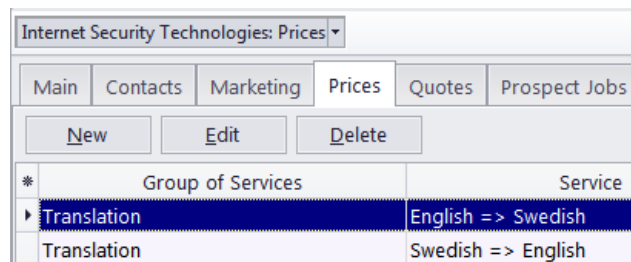 Internet Security Technologies: Prices
Main Contacts Marketing Prices Quotes Prospect Jobs
New Edit Delete
Group of Services Service
Translation English => Swedish
Translation Swedish => English